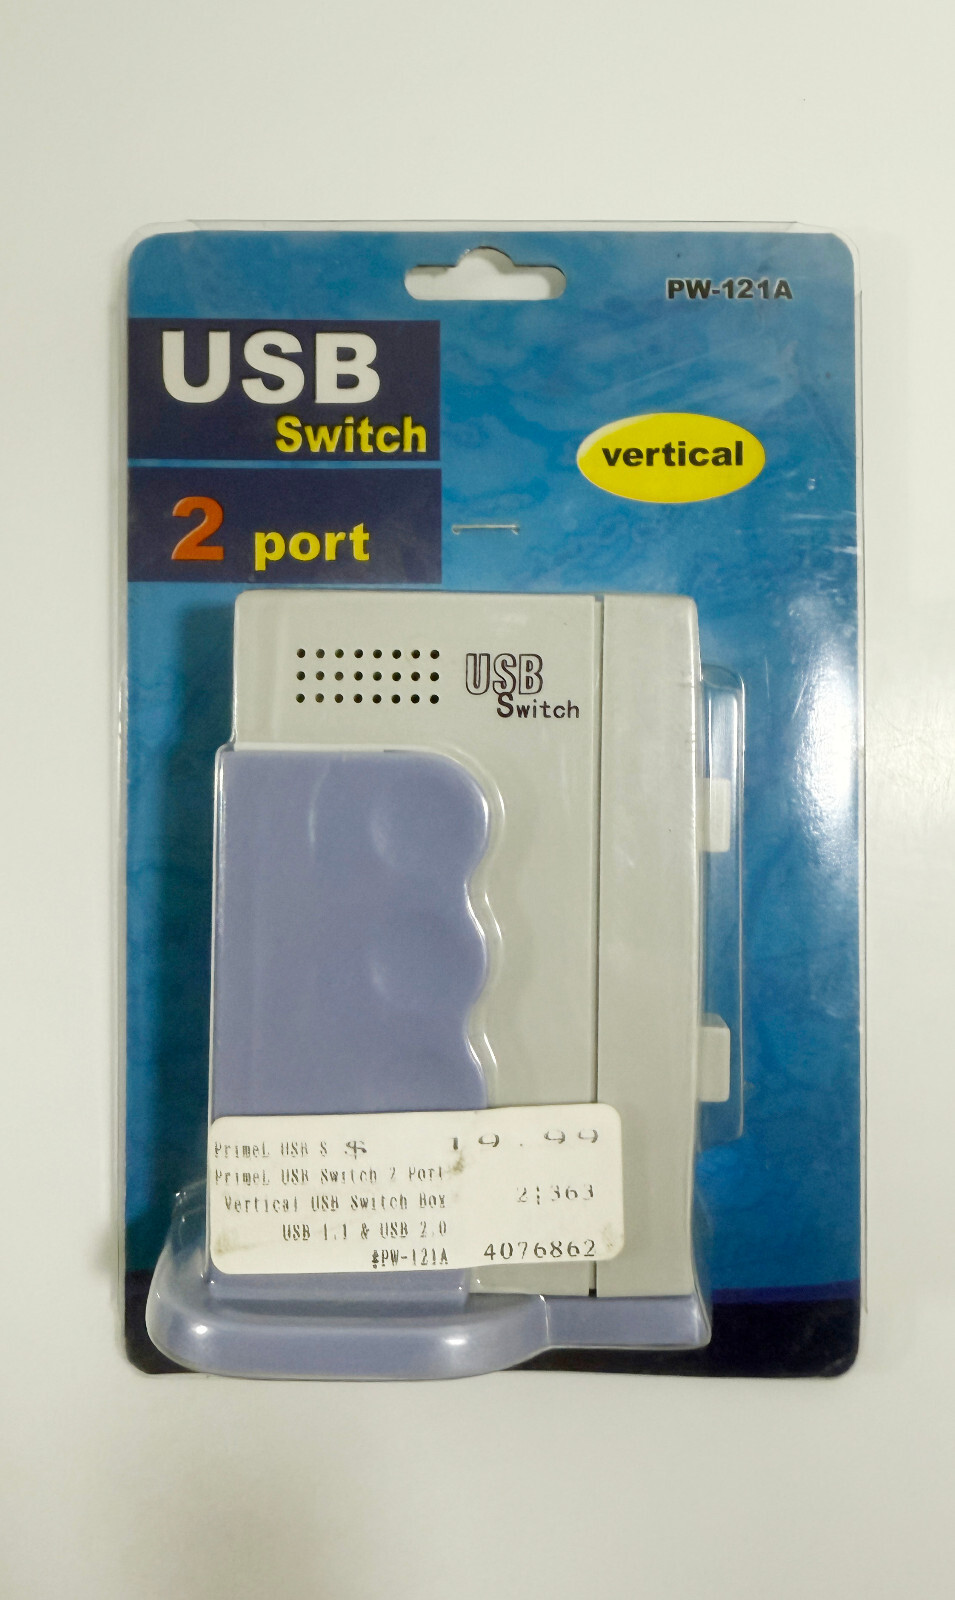 PW-121A
USB
Switch
vertical
2 port
USB
Switch
PrimeL USB S $ 19.99
PrimeL USB Switch 2 Port
Vertical USB Switch Box 2;363
USB 1.1 & USB 2.0
PW-121A 4076862